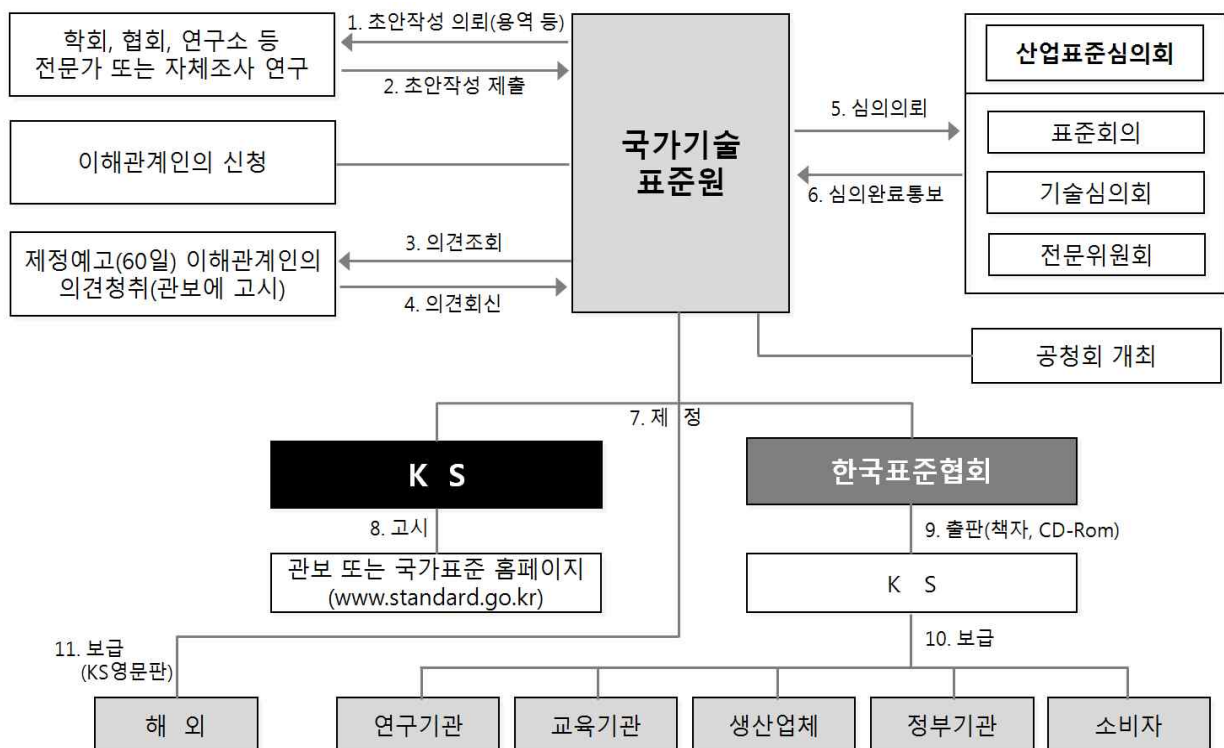 학회, 협회, 연구소 등
전문가 또는 자체조사 연구
1. 초안작성 의뢰(용역 등)
2. 초안작성 제출
이해관계인의 신청
제정예고(60일) 이해관계인의
의견청취(관보에 고시)
3. 의견조회
4. 의견회신
국가기술
표준원
5. 심의의뢰
6. 심의완료통보
산업표준심의회
표준회의
기술심의회
전문위원회
공청회 개최
7. 제 정
K S
8. 고시
관보 또는 국가표준 홈페이지
(www.standard.go.kr)
한국표준협회
9. 출판(책자, CD-Rom)
K S
10. 보급
11. 보급
(KS영문판)
해 외
연구기관
교육기관
생산업체
정부기관
소비자